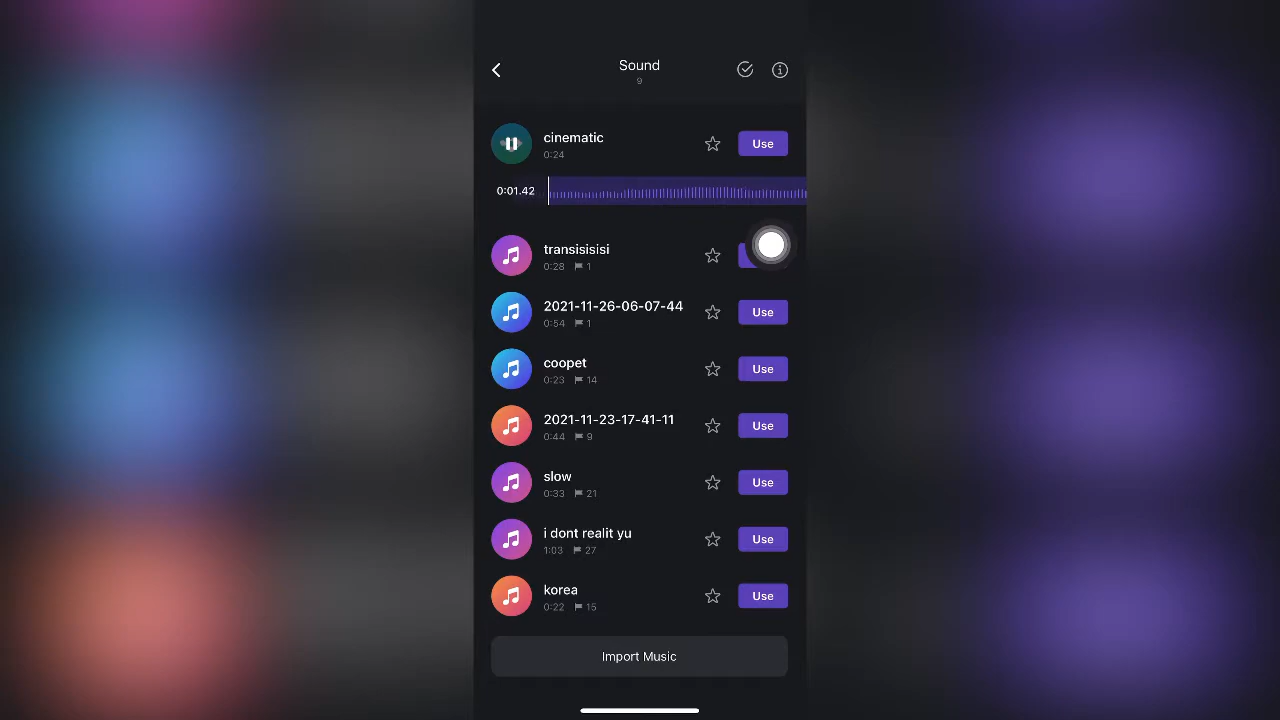 Sound
9
cinematic
0:24
Use
0:01.42
transisisisi
0:28 1
2021-11-26-06-07-44
0:54 1
Use
coopet
0:23 14
Use
2021-11-23-17-41-11
0:44 9
Use
slow
0:33 21
Use
i dont realit yu
1:03 27
Use
korea
0:22 15
Use
Import Music